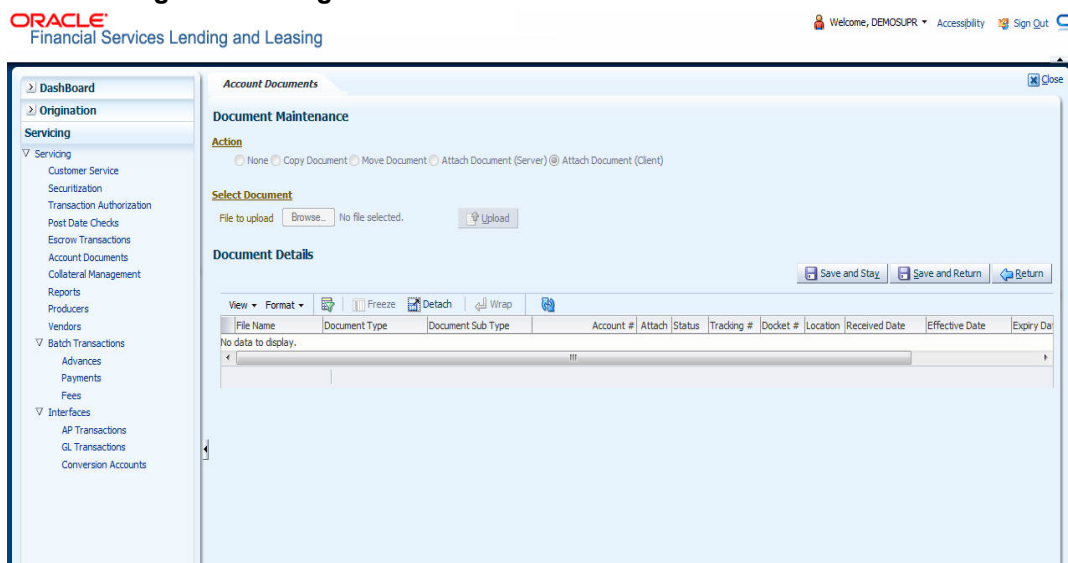 ORACLE
Financial Services Lending and Leasing
Welcome, DEMOSUPR
Accessibility
Sign Out
DashBoard
Origination
Servicing
Servicing
Customer Service
Securitization
Transaction Authorization
Post Date Checks
Escrow Transactions
Account Documents
Collateral Management
Reports
Producers
Vendors
Batch Transactions
Advances
Payments
Fees
Interfaces
AP Transactions
GL Transactions
Conversion Accounts
Account Documents
Close
Document Maintenance
Action
None Copy Document Move Document Attach Document (Server) Attach Document (Client)
Select Document
File to upload Browse... No file selected. Upload
Document Details
Save and Stay Save and Return Return
View Format Freeze Detach Wrap
File Name Document Type Document Sub Type Account # Attach Status Tracking # Docket # Location Received Date Effective Date Expiry Da
No data to display.